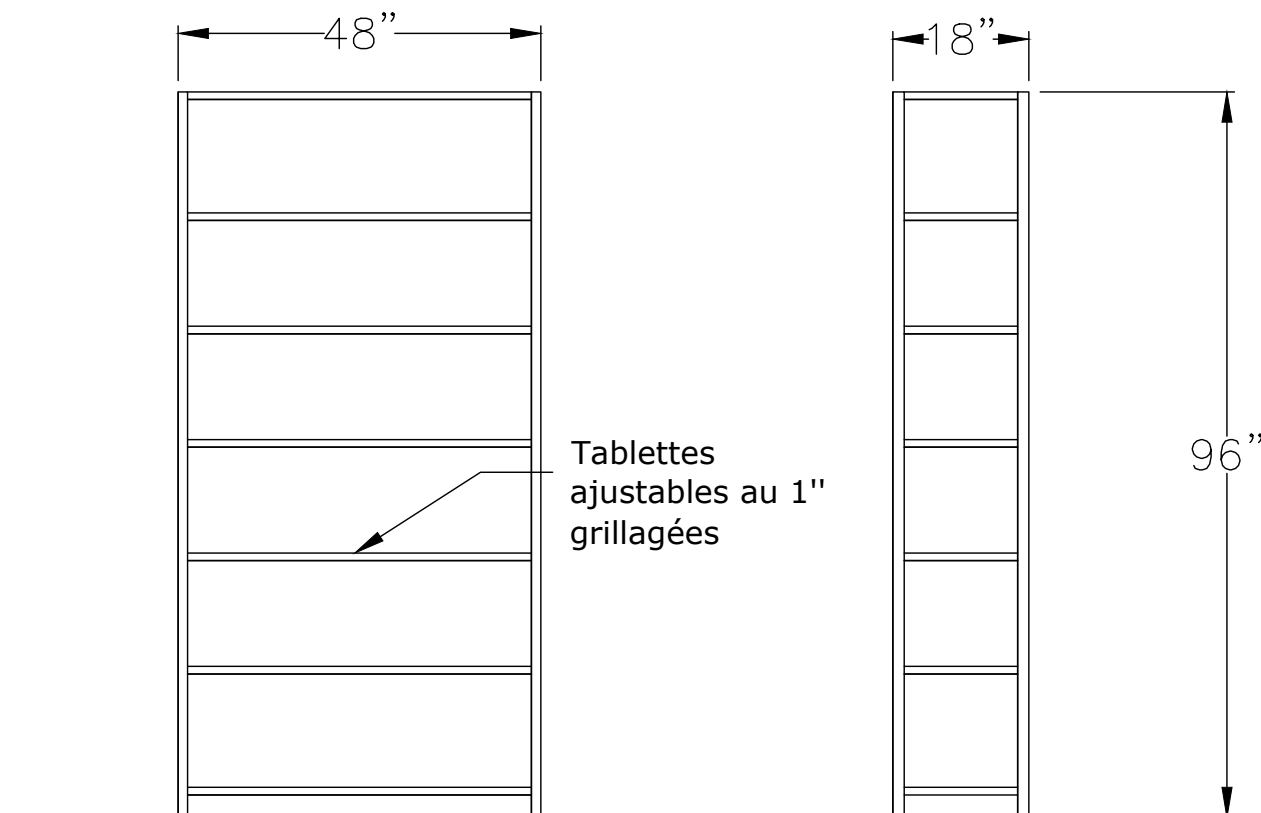 48”
18”
Tablettes
ajustables au 1''
grillagées
96”